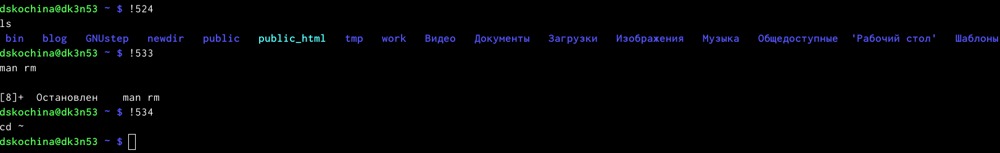 dskochina@dk3n53 ~ $ !524
ls
bin blog GNUstep newdir public public_html tmp work Видео Документы Загрузки Изображения Музыка Общедоступные 'Рабочий стол' Шаблоны
dskochina@dk3n53 ~ $ !533
man rm
[8]+ Остановлен man rm
dskochina@dk3n53 ~ $ !534
cd ~
dskochina@dk3n53 ~ $